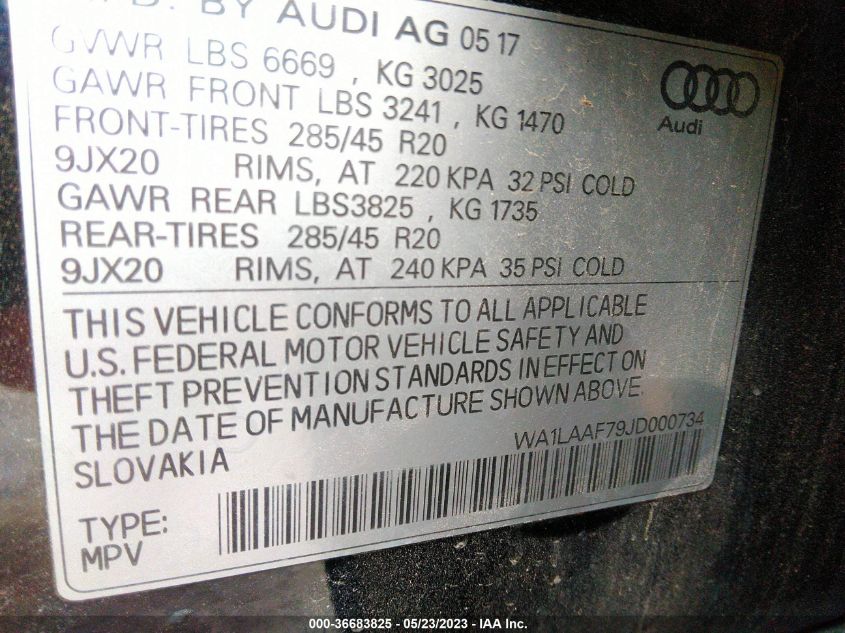 BY AUDI AG 05 17
GVWR LBS 6669 , KG 3025
GAWR FRONT LBS 3241 , KG 1470
FRONT-TIRES 285/45 R20
9JX20 RIMS, AT 220 KPA 32 PSI COLD
GAWR REAR LBS3825 , KG 1735
REAR-TIRES 285/45 R20
9JX20 RIMS, AT 240 KPA 35 PSI COLD
Audi
THIS VEHICLE CONFORMS TO ALL APPLICABLE
U.S. FEDERAL MOTOR VEHICLE SAFETY AND
THEFT PREVENTION STANDARDS IN EFFECT ON
THE DATE OF MANUFACTURE SHOWN ABOVE.
SLOVAKIA
WA1LAAF79JD000734
TYPE:
MPV
000-36683825 - 05/23/2023 - IAA Inc.